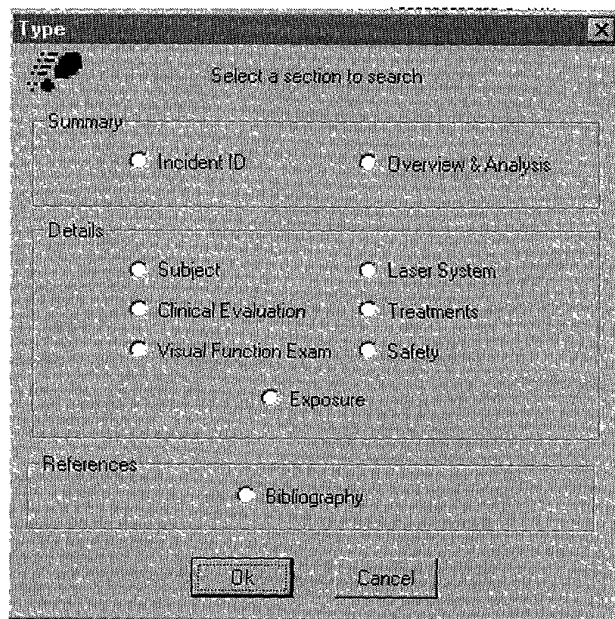 Type
Select a section to search
Summary
Incident ID
Overview & Analysis
Details
Subject
Laser System
Clinical Evaluation
Treatments
Visual Function Exam
Safety
Exposure
References
Bibliography
Ok
Cancel